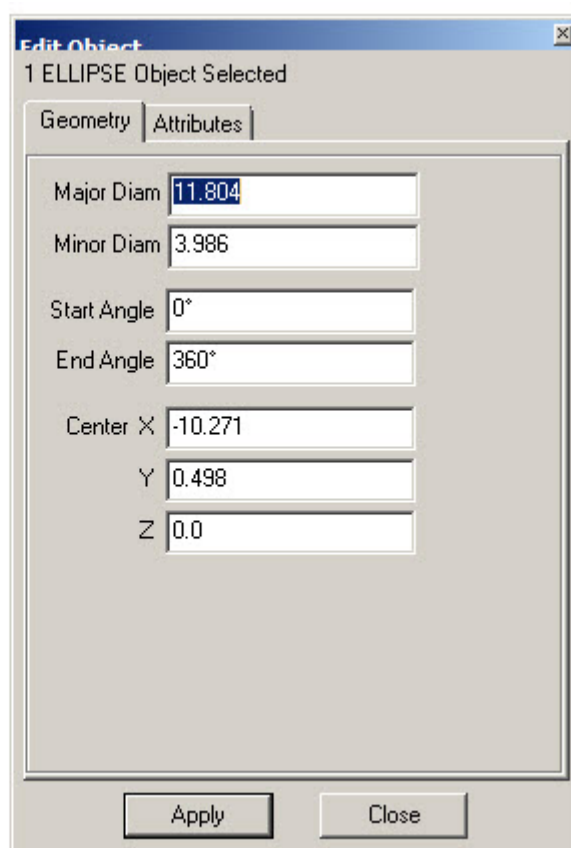 Edit Object
1 ELLIPSE Object Selected
Geometry Attributes
Major Diam 11.804
Minor Diam 3.986
Start Angle 0°
End Angle 360°
Center X -10.271
Y 0.498
Z 0.0
Apply Close